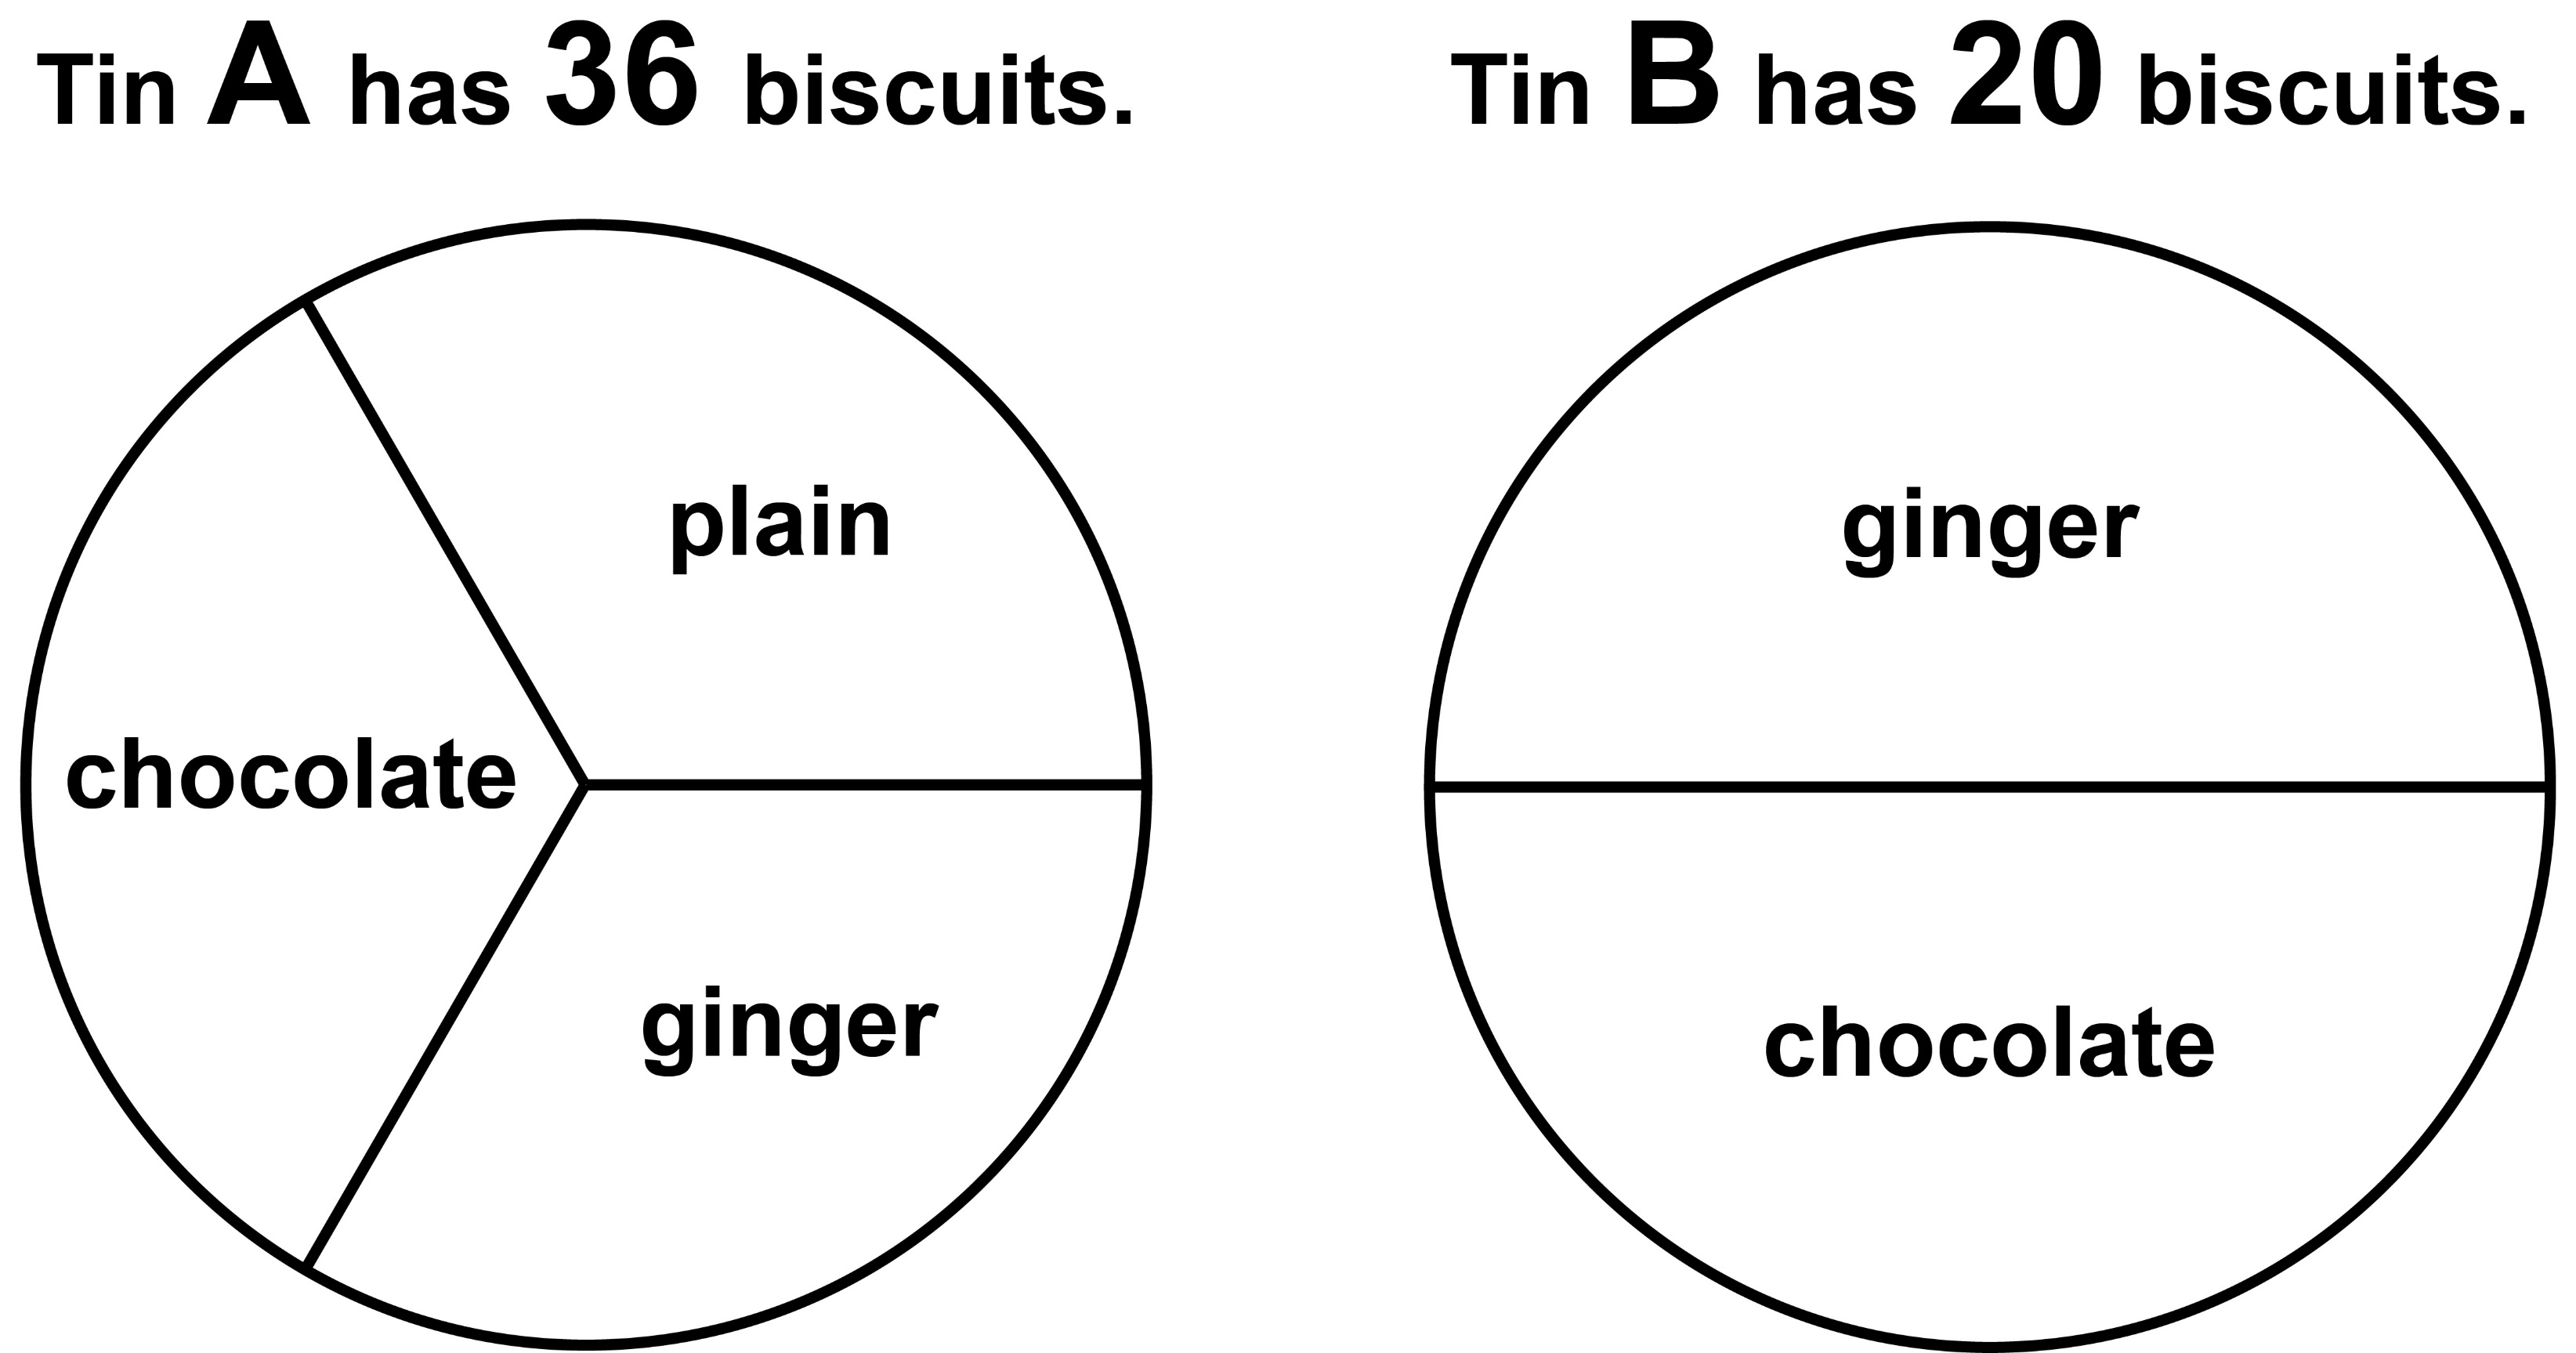 Tin A has 36 biscuits.
plain
chocolate
ginger
Tin B has 20 biscuits.
ginger
chocolate